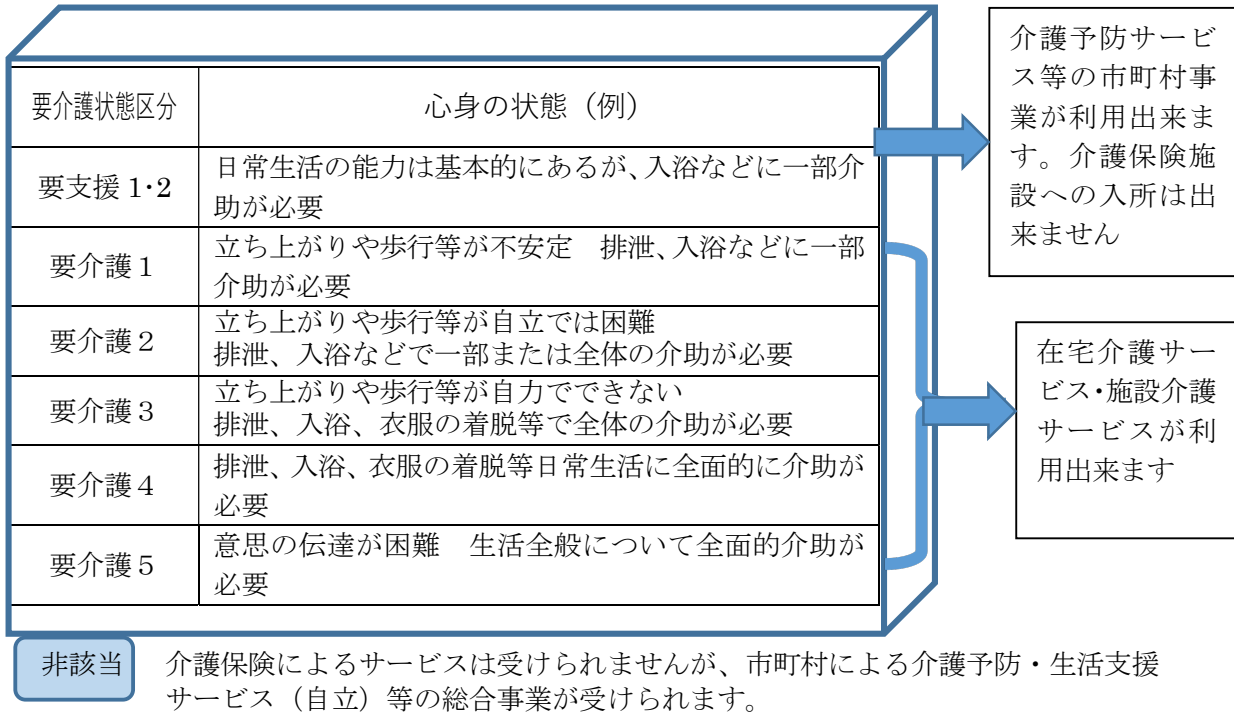 要介護状態区分 心身の状態（例）
要支援 1･2 日常生活の能力は基本的にあるが、入浴などに一部介
助が必要
要介護１ 立ち上がりや歩行等が不安定　排泄、入浴などに一部
介助が必要
要介護２ 立ち上がりや歩行等が自立では困難
排泄、入浴などで一部または全体の介助が必要
要介護３ 立ち上がりや歩行等が自力でできない
排泄、入浴、衣服の着脱等で全体の介助が必要
要介護４ 排泄、入浴、衣服の着脱等日常生活に全面的に介助が
必要
要介護５ 意思の伝達が困難　生活全般について全面的介助が
必要
介護予防サービ
ス等の市町村事
業が利用出来ま
す。介護保険施
設への入所は出
来ません
在宅介護サー
ビス･施設介護
サービスが利
用出来ます
非該当 介護保険によるサービスは受けられませんが、市町村による介護予防・生活支援
サービス（自立）等の総合事業が受けられます。